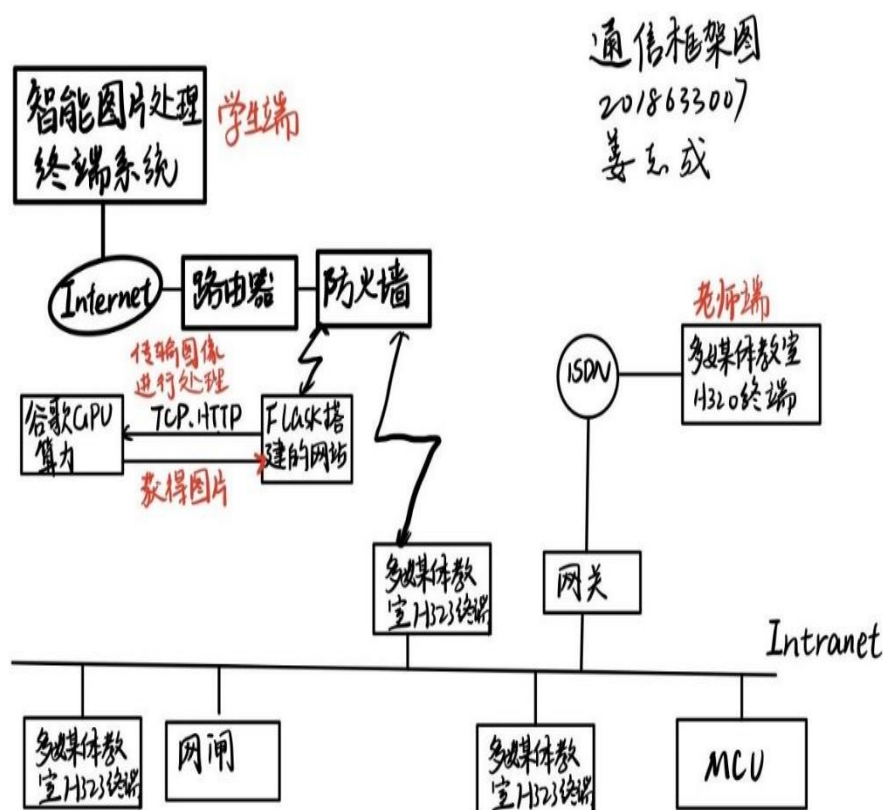 通信框架图
2018633007
姜志成
智能图片处理
终端系统
学生端
Internet
路由器
防火墙
传输图像
进行处理
TCP.HTTP
谷歌GPU
算力
获得图片
Flask搭
建的网站
老师端
ISDN
多媒体教室
H320终端
多媒体教
室H323终端
网关
Intranet
多媒体教
室H323终端
网闸
多媒体教
室H323终端
MCU